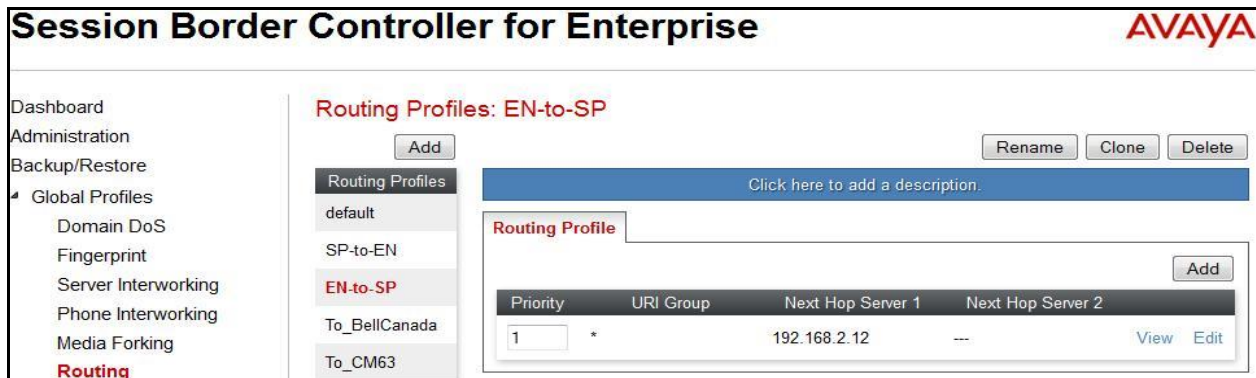 Session Border Controller for Enterprise
AVAYA
Dashboard
Administration
Backup/Restore
Global Profiles
Domain DoS
Fingerprint
Server Interworking
Phone Interworking
Media Forking
Routing
Routing Profiles: EN-to-SP
Add
Rename Clone Delete
Routing Profiles
default
SP-to-EN
EN-to-SP
To_BellCanada
To_CM63
Click here to add a description.
Routing Profile
Add
Priority URI Group Next Hop Server 1 Next Hop Server 2
1 * 192.168.2.12 --- View Edit